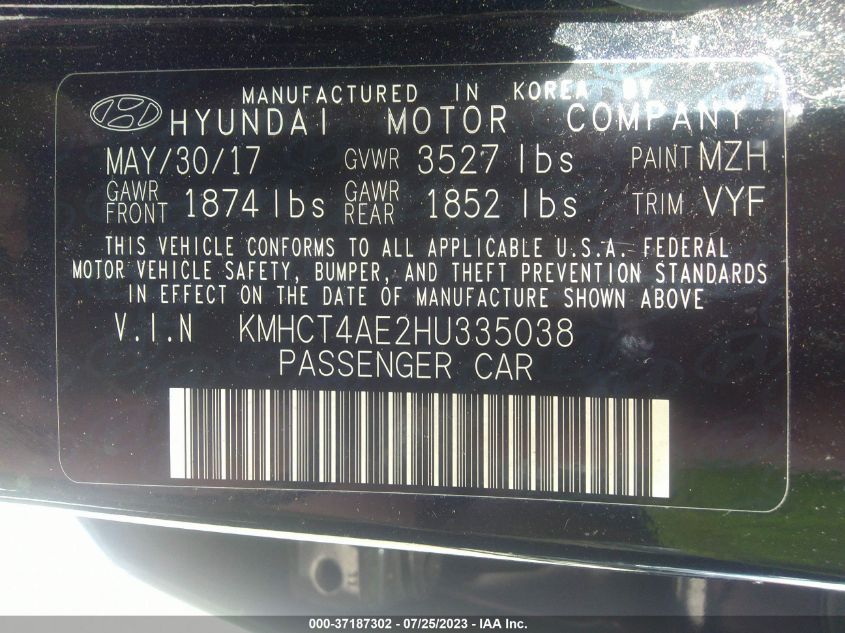 MANUFACTURED IN KOREA BY
HYUNDAI MOTOR COMPANY
MAY/30/17 GVWR 3527 lbs PAINT MZH
GAWR FRONT 1874 lbs GAWR REAR 1852 lbs TRIM VYF
THIS VEHICLE CONFORMS TO ALL APPLICABLE U.S.A. FEDERAL
MOTOR VEHICLE SAFETY, BUMPER, AND THEFT PREVENTION STANDARDS
IN EFFECT ON THE DATE OF MANUFACTURE SHOWN ABOVE
V.I.N KMHCT4AE2HU335038
PASSENGER CAR
000-37187302 - 07/25/2023 - IAA Inc.